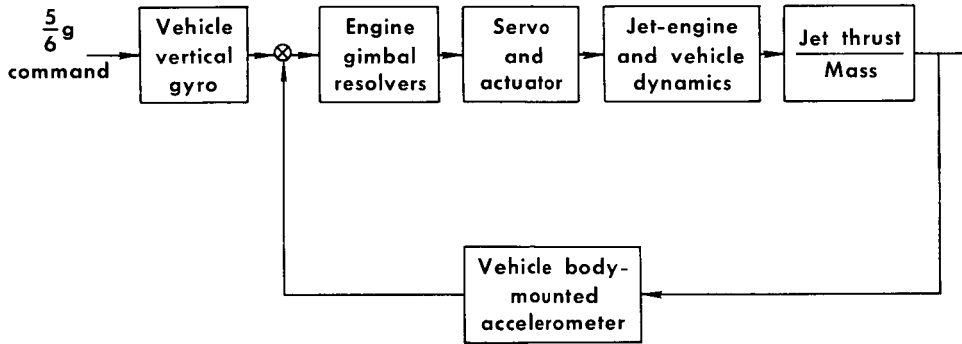 5/6 g
command
Vehicle
vertical
gyro
Engine
gimbal
resolvers
Servo
and
actuator
Jet-engine
and vehicle
dynamics
Jet thrust
Mass
Vehicle body-
mounted
accelerometer